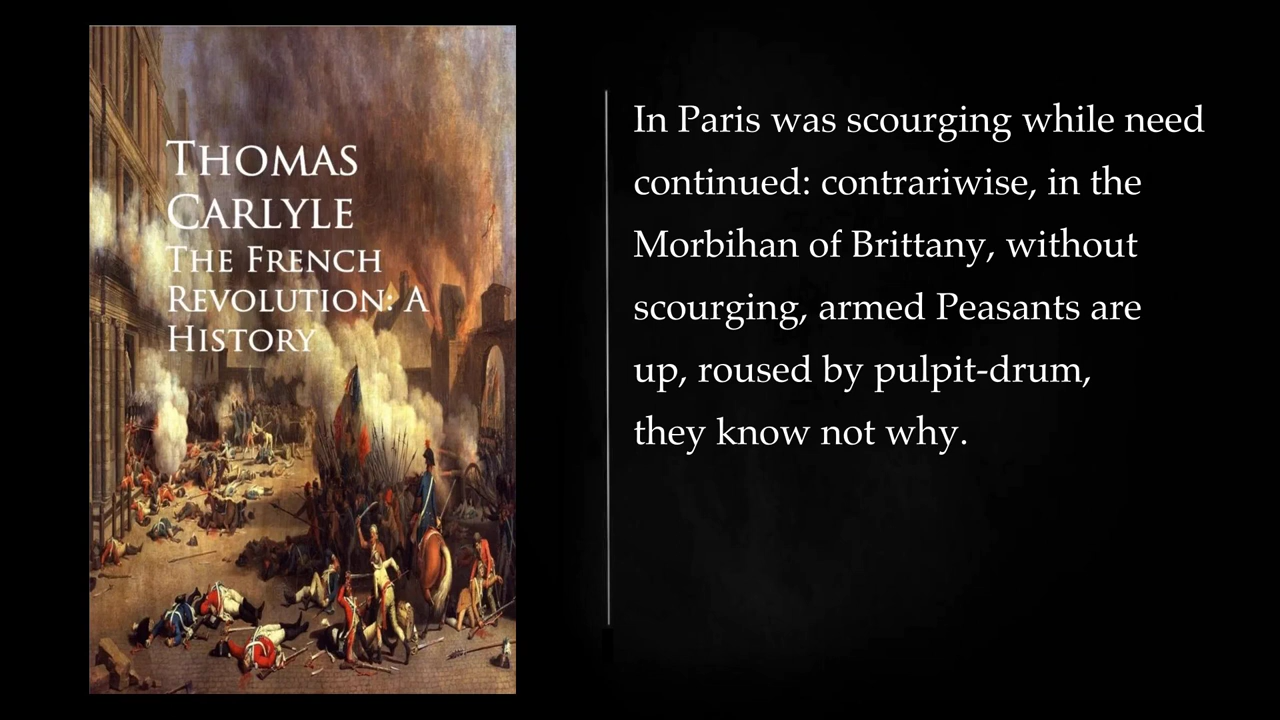 THOMAS
CARLYLE
THE FRENCH
REVOLUTION: A
HISTORY
In Paris was scourging while need
continued: contrariwise, in the
Morbihan of Brittany, without
scourging, armed Peasants are
up, roused by pulpit-drum,
they know not why.